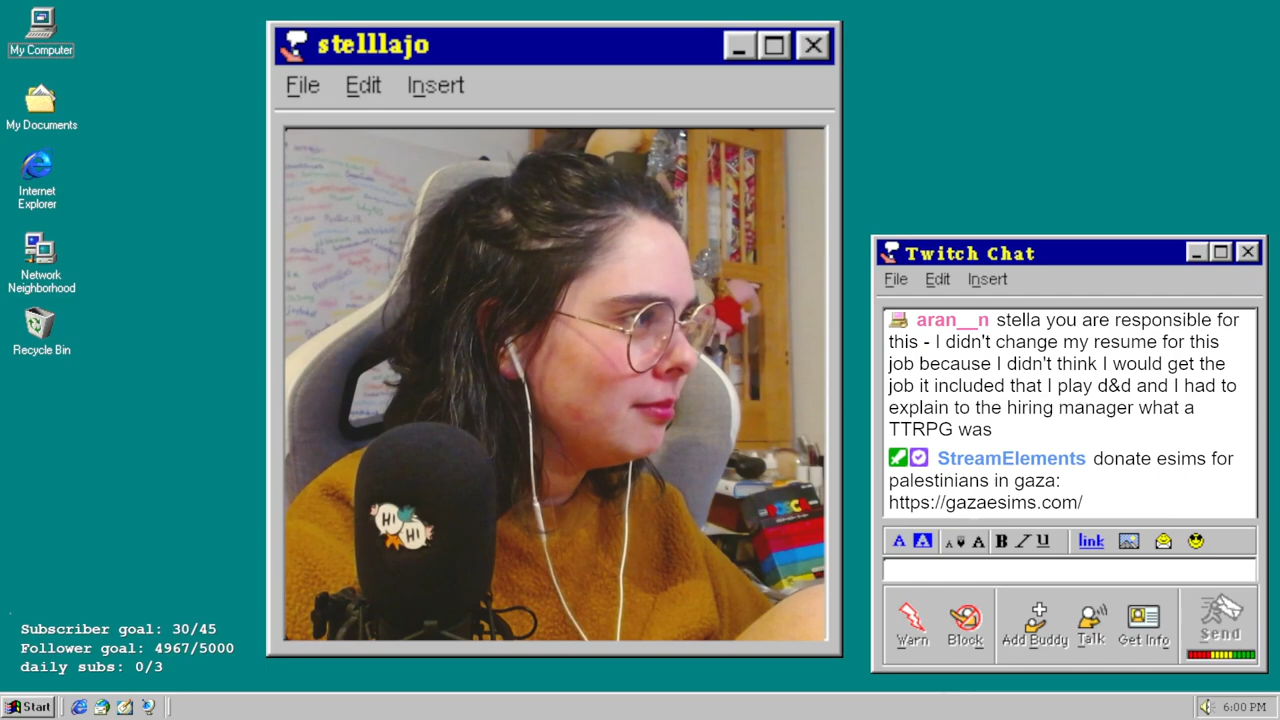 My Computer
My Documents
Internet
Explorer
Network
Neighborhood
Recycle Bin
stelllajo
File Edit Insert
HI
HI
POSCA
Twitch Chat
File Edit Insert
aran__n stella you are responsible for
this - I didn't change my resume for this
job because I didn't think I would get the
job it included that I play d&d and I had to
explain to the hiring manager what a
TTRPG was
StreamElements donate esims for
palestinians in gaza:
https://gazaesims.com/
A A A A B I U link
Warn Block Add Buddy Talk Get Info Send
Subscriber goal: 30/45
Follower goal: 4967/5000
daily subs: 0/3
Start
6:00 PM